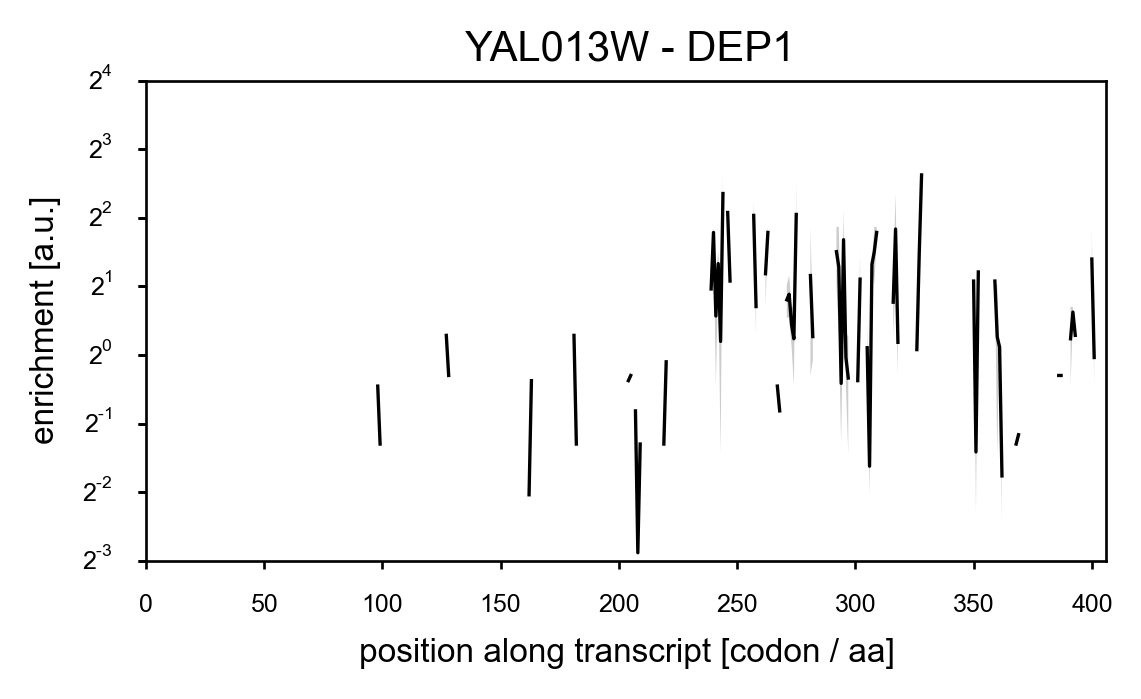 YAL013W - DEP1
2^4
2^3
2^2
2^1
2^0
2^-1
2^-2
2^-3
enrichment [a.u.]
0 50 100 150 200 250 300 350 400
position along transcript [codon / aa]